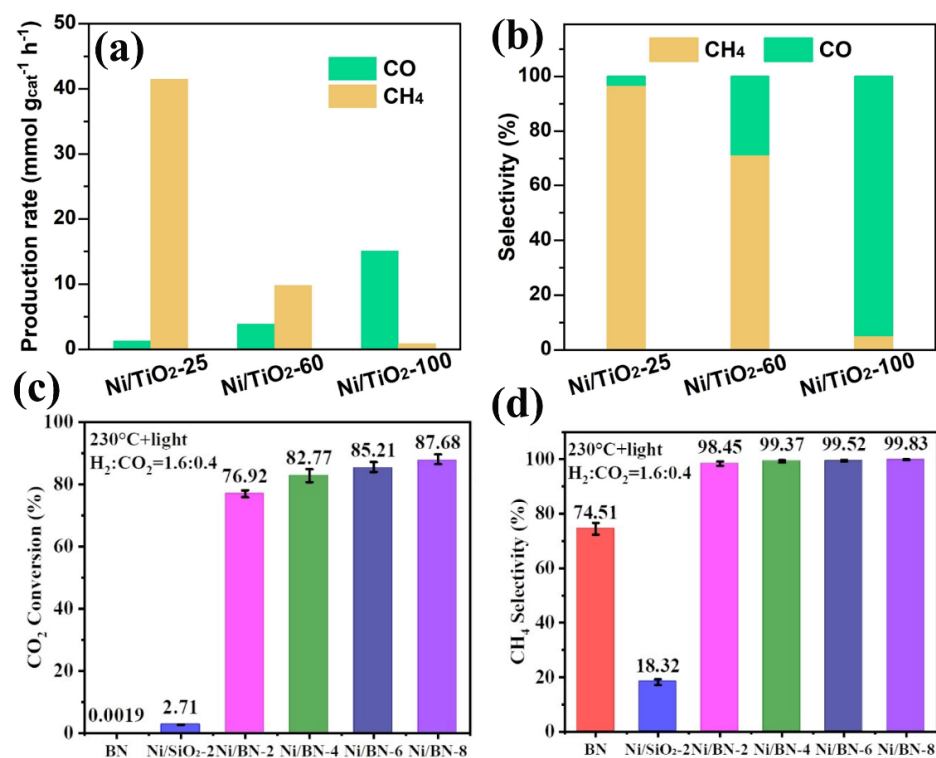 (a)
Production rate (mmol gcat⁻¹ h⁻¹)
50
40
30
20
10
0
CO
CH₄
Ni/TiO₂-25
Ni/TiO₂-60
Ni/TiO₂-100
(b)
CH₄
CO
Selectivity (%)
100
80
60
40
20
0
Ni/TiO₂-25
Ni/TiO₂-60
Ni/TiO₂-100
(c)
230°C+light
H₂:CO₂=1.6:0.4
CO₂ Conversion (%)
100
80
60
40
20
0
0.0019
2.71
76.92
82.77
85.21
87.68
BN
Ni/SiO₂-2
Ni/BN-2
Ni/BN-4
Ni/BN-6
Ni/BN-8
(d)
230°C+light
H₂:CO₂=1.6:0.4
CH₄ Selectivity (%)
100
80
60
40
20
0
74.51
18.32
98.45
99.37
99.52
99.83
BN
Ni/SiO₂-2
Ni/BN-2
Ni/BN-4
Ni/BN-6
Ni/BN-8